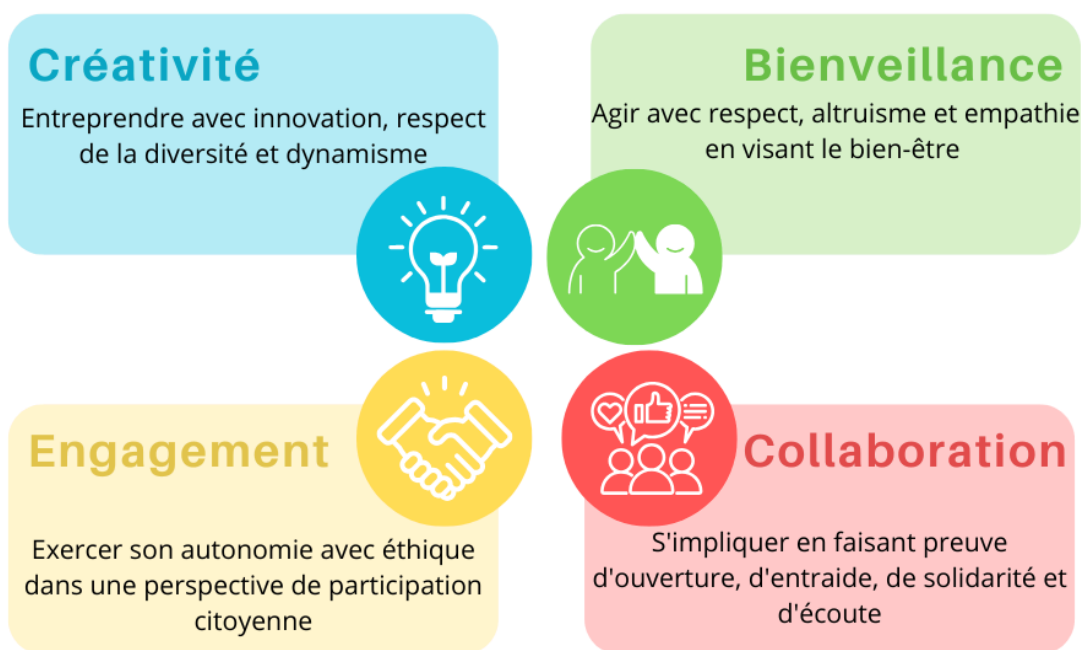 Créativité
Entreprendre avec innovation, respect
de la diversité et dynamisme
Bienveillance
Agir avec respect, altruisme et empathie
en visant le bien-être
Engagement
Exercer son autonomie avec éthique
dans une perspective de participation
citoyenne
Collaboration
S'impliquer en faisant preuve
d'ouverture, d'entraide, de solidarité et
d'écoute